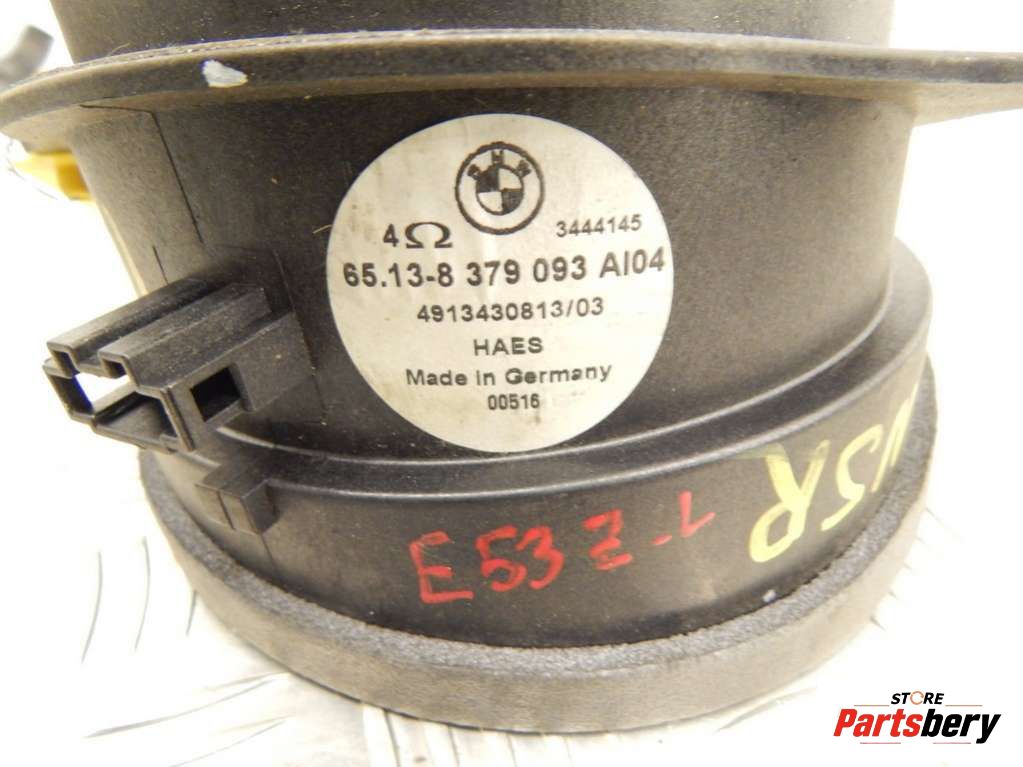 BMW
4Ω 3444145
65.13-8 379 093 AI04
4913430813/03
HAES
Made in Germany
00516
E53 Z-L
STORE
Partsbery